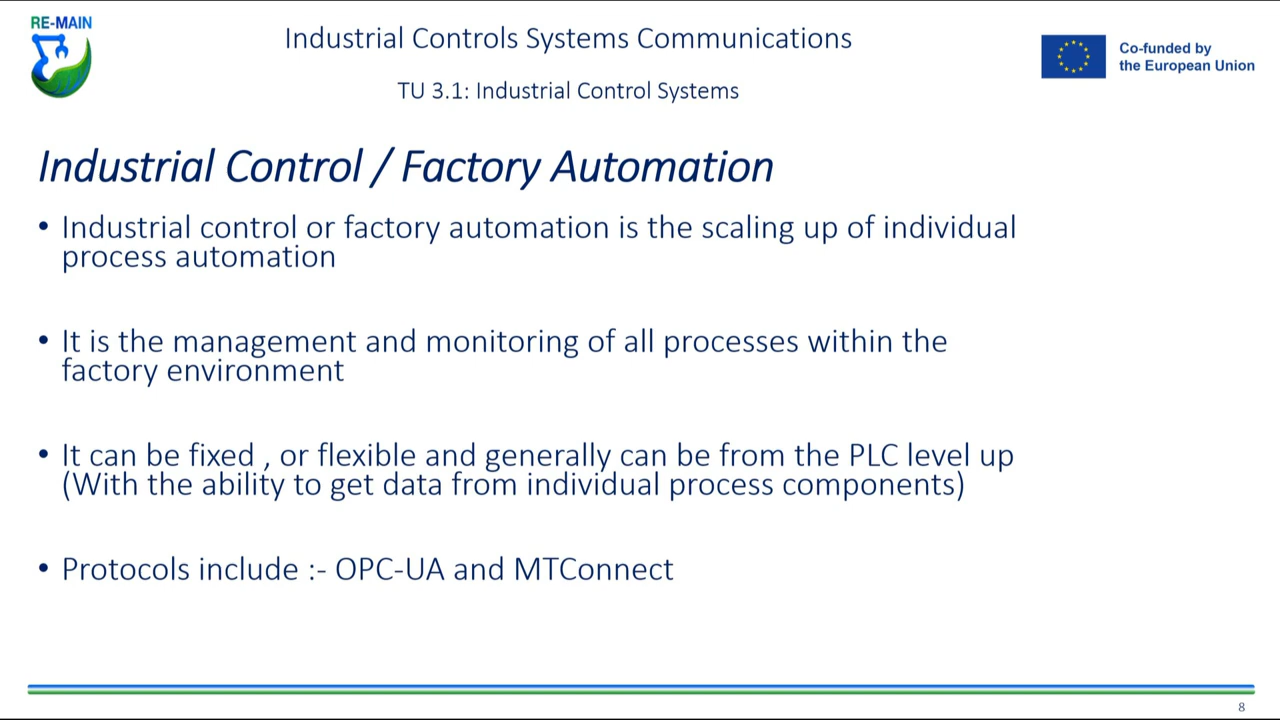 RE-MAIN
Industrial Controls Systems Communications
TU 3.1: Industrial Control Systems
Co-funded by
the European Union
Industrial Control / Factory Automation
• Industrial control or factory automation is the scaling up of individual
process automation
• It is the management and monitoring of all processes within the
factory environment
• It can be fixed , or flexible and generally can be from the PLC level up
(With the ability to get data from individual process components)
• Protocols include :- OPC-UA and MTConnect
8